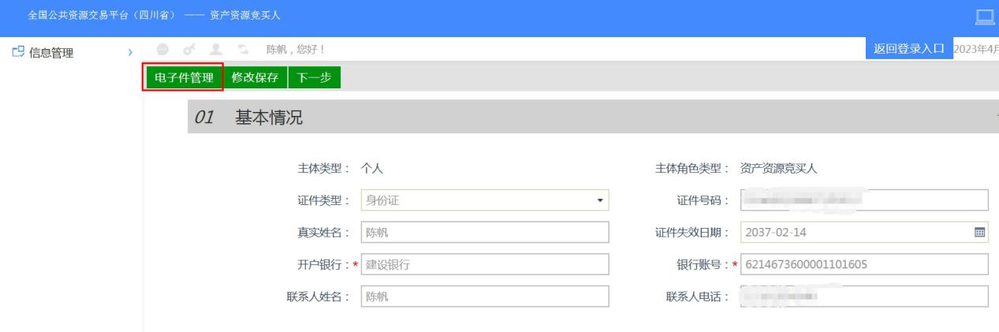 全国公共资源交易平台（四川省） —— 资产资源竞买人
信息管理
陈帆，您好！
返回登录入口
2023年4月
电子件管理 修改保存 下一步
01 基本情况
主体类型： 个人
主体角色类型： 资产资源竞买人
证件类型： 身份证
证件号码：
真实姓名： 陈帆
证件失效日期： 2037-02-14
开户银行：* 建设银行
银行账号：* 6214673600001101605
联系人姓名： 陈帆
联系人电话：